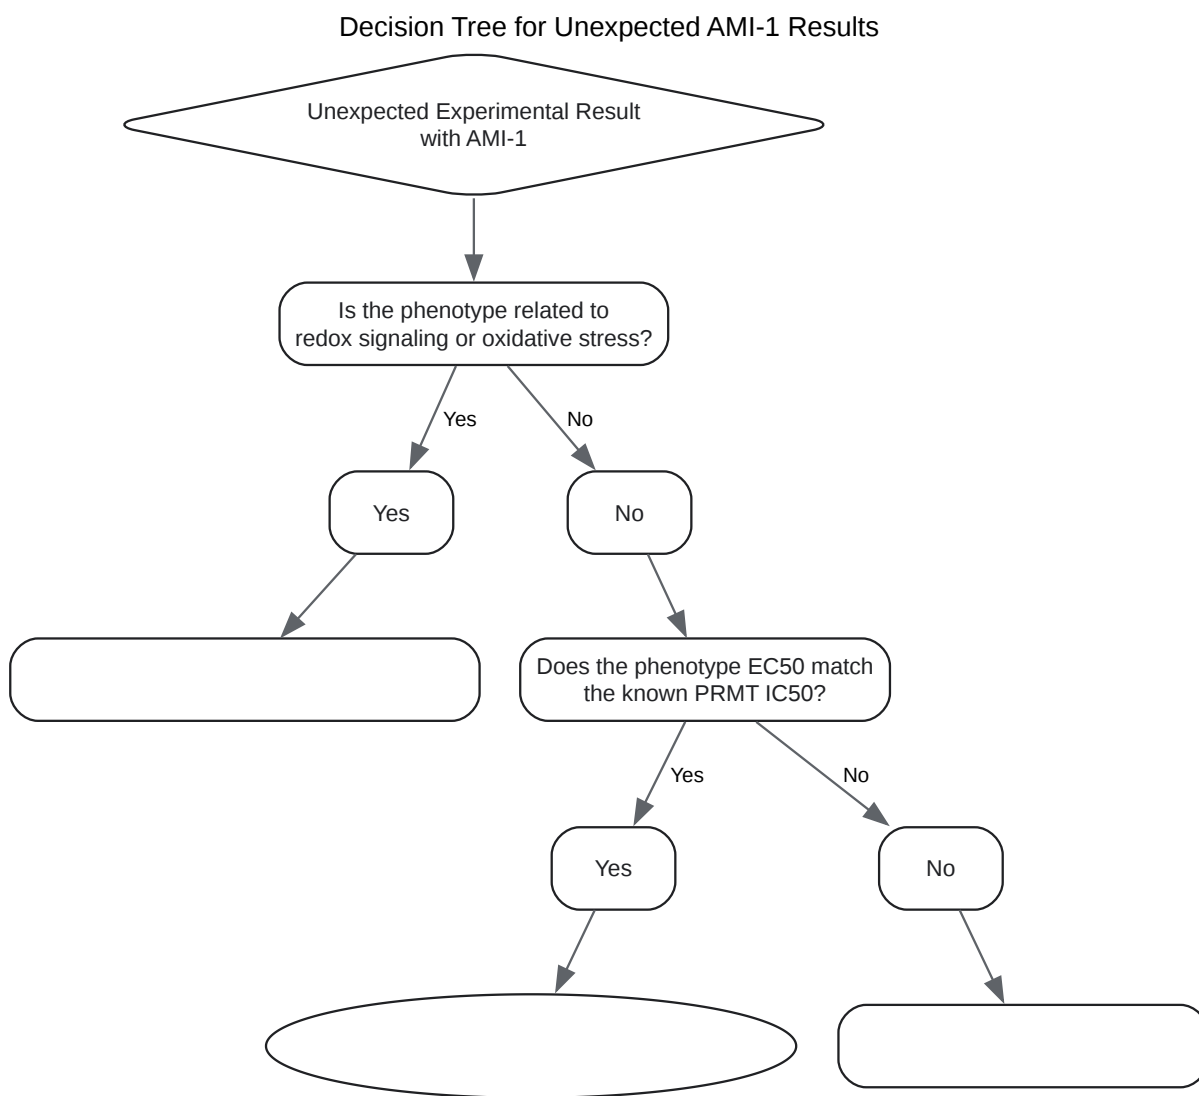 Decision Tree for Unexpected AMI-1 Results
Unexpected Experimental Result
with AMI-1
Is the phenotype related to
redox signaling or oxidative stress?
Yes
No
Yes
No
Does the phenotype EC50 match
the known PRMT IC50?
Yes
No
Yes
No